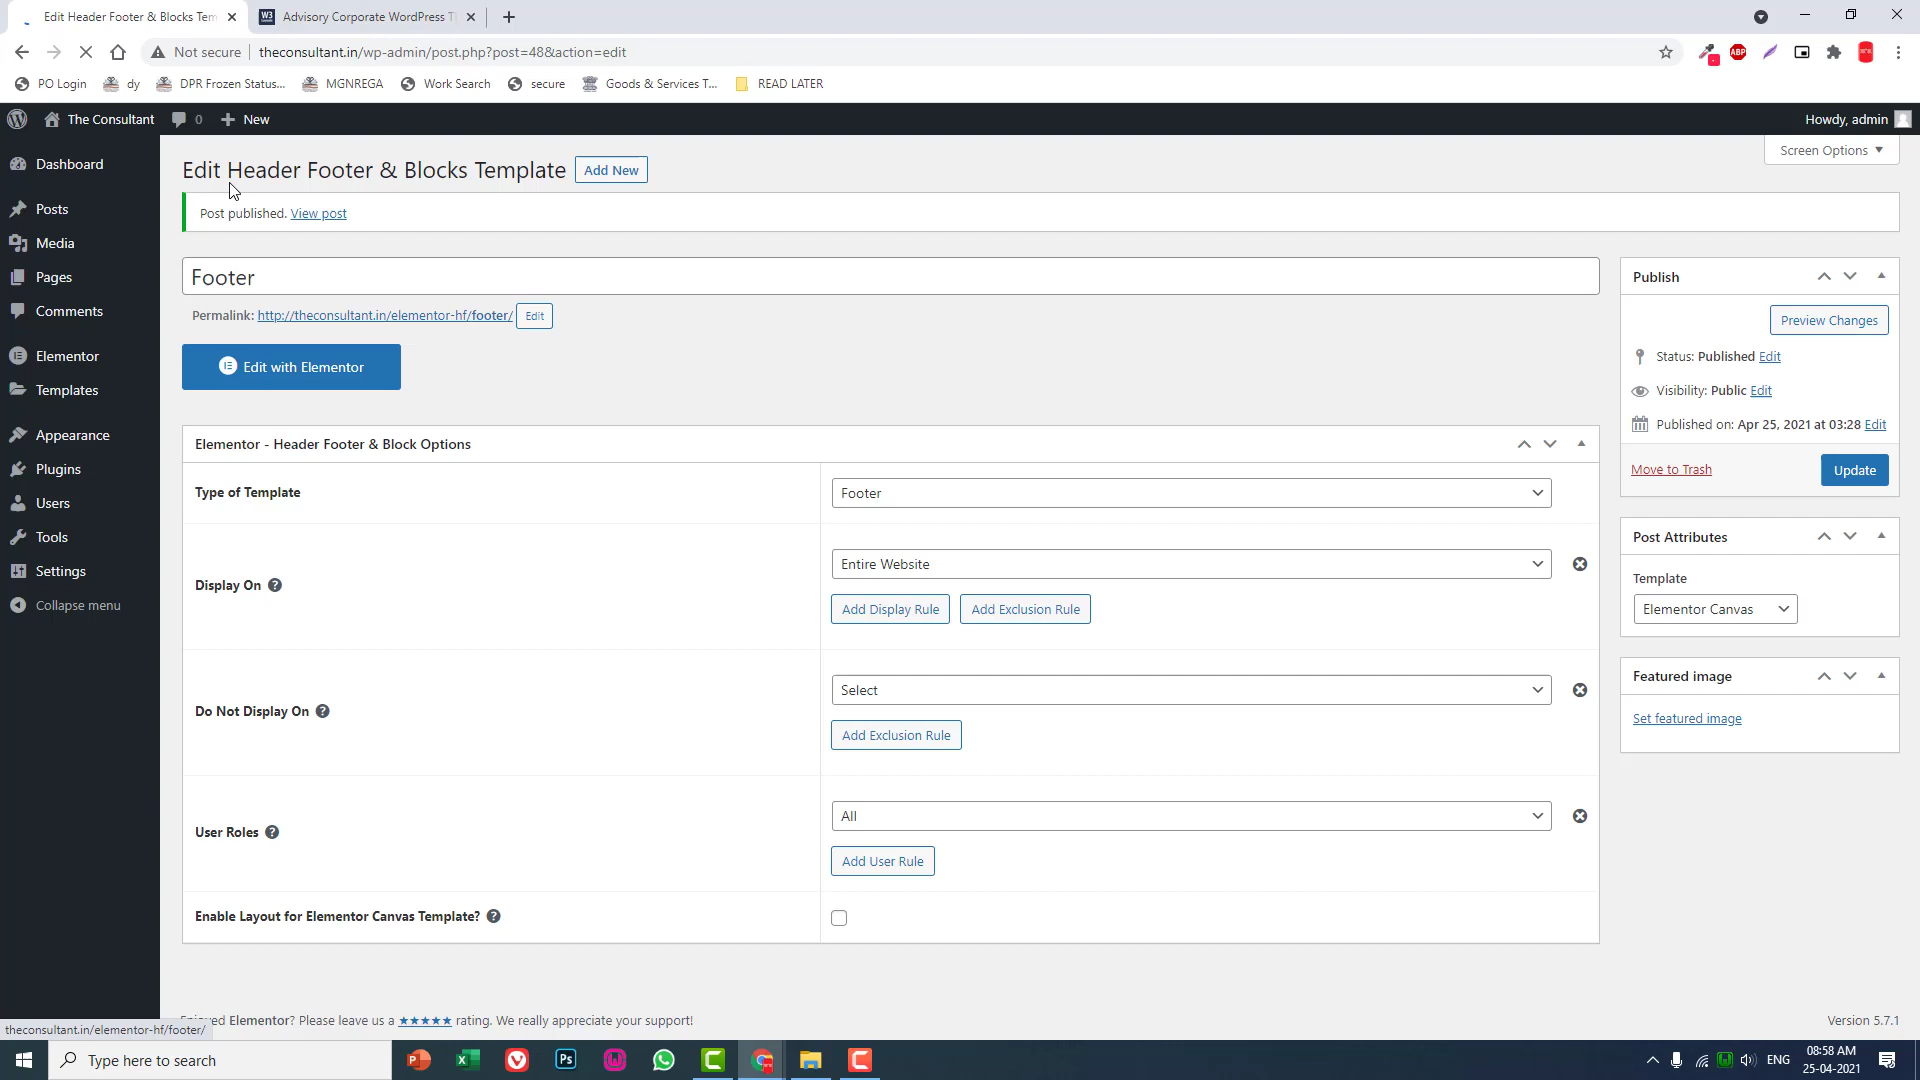 Edit Header Footer & Blocks Tem
Advisory Corporate WordPress T
Not secure
theconsultant.in/wp-admin/post.php?post=48&action=edit
PO Login
dy
DPR Frozen Status...
MGNREGA
Work Search
secure
Goods & Services T...
READ LATER
The Consultant
0
New
Howdy, admin
Screen Options
Dashboard
Posts
Media
Pages
Comments
Elementor
Templates
Appearance
Plugins
Users
Tools
Settings
Collapse menu
Edit Header Footer & Blocks Template
Add New
Post published. View post
Footer
Permalink: http://theconsultant.in/elementor-hf/footer/ Edit
Edit with Elementor
Elementor - Header Footer & Block Options
Type of Template
Footer
Display On
Entire Website
Add Display Rule
Add Exclusion Rule
Do Not Display On
Select
Add Exclusion Rule
User Roles
All
Add User Rule
Enable Layout for Elementor Canvas Template?
Publish
Preview Changes
Status: Published Edit
Visibility: Public Edit
Published on: Apr 25, 2021 at 03:28 Edit
Move to Trash
Update
Post Attributes
Template
Elementor Canvas
Featured image
Set featured image
Elementor? Please leave us a ★★★★★ rating. We really appreciate your support!
Version 5.7.1
theconsultant.in/elementor-hf/footer/
Type here to search
ENG
08:58 AM
25-04-2021